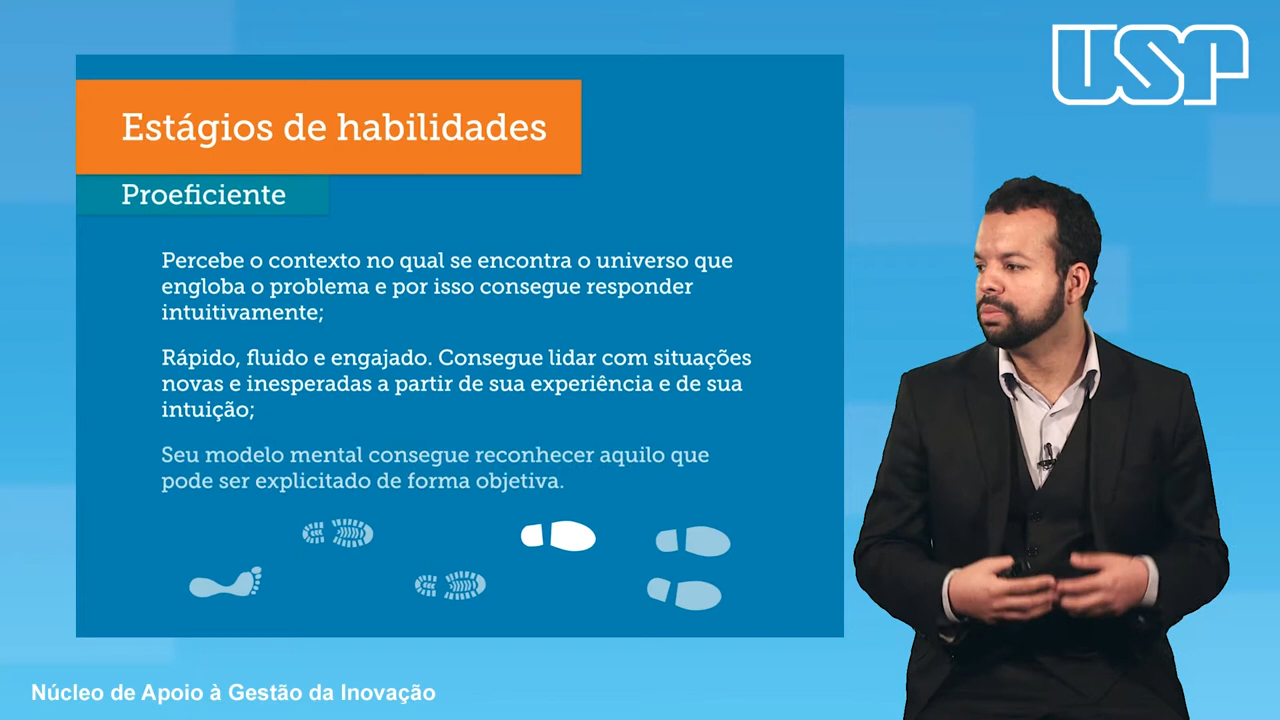 USP
Estágios de habilidades
Proeficiente
Percebe o contexto no qual se encontra o universo que
engloba o problema e por isso consegue responder
intuitivamente;
Rápido, fluido e engajado. Consegue lidar com situações
novas e inesperadas a partir de sua experiência e de sua
intuição;
Seu modelo mental consegue reconhecer aquilo que
pode ser explicitado de forma objetiva.
Núcleo de Apoio à Gestão da Inovação